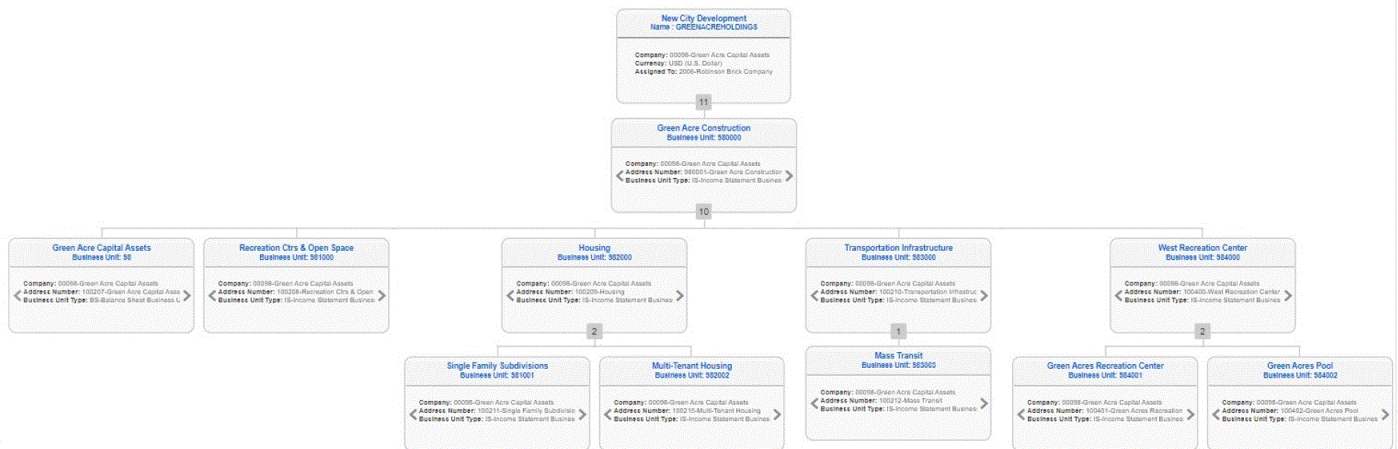 New City Development
Name : GREENACREHOLDINGS
Company: 00098-Green Acre Capital Assets
Currency: USD (U.S. Dollar)
Assigned To: 2006-Robinson Brick Company
11
Green Acre Construction
Business Unit: 980000
Company: 00098-Green Acre Capital Assets
Address Number: 980001-Green Acre Construction
Business Unit Type: IS-Income Statement Busines
10
Green Acre Capital Assets
Business Unit: 98
Company: 00098-Green Acre Capital Assets
Address Number: 100207-Green Acre Capital Asse
Business Unit Type: BS-Balance Sheet Business U
Recreation Ctrs & Open Space
Business Unit: 981000
Company: 00098-Green Acre Capital Assets
Address Number: 100208-Recreation Ctrs & Open
Business Unit Type: IS-Income Statement Busines
Housing
Business Unit: 982000
Company: 00098-Green Acre Capital Assets
Address Number: 100209-Housing
Business Unit Type: IS-Income Statement Busines
2
Transportation Infrastructure
Business Unit: 983000
Company: 00098-Green Acre Capital Assets
Address Number: 100210-Transportation Infrastruc
Business Unit Type: IS-Income Statement Busines
1
West Recreation Center
Business Unit: 984000
Company: 00098-Green Acre Capital Assets
Address Number: 100400-West Recreation Center
Business Unit Type: IS-Income Statement Busines
2
Single Family Subdivisions
Business Unit: 981001
Company: 00098-Green Acre Capital Assets
Address Number: 100211-Single Family Subdivisio
Business Unit Type: IS-Income Statement Busines
Multi-Tenant Housing
Business Unit: 982002
Company: 00098-Green Acre Capital Assets
Address Number: 100215-Multi-Tenant Housing
Business Unit Type: IS-Income Statement Busines
Mass Transit
Business Unit: 983003
Company: 00098-Green Acre Capital Assets
Address Number: 100212-Mass Transit
Business Unit Type: IS-Income Statement Busines
Green Acres Recreation Center
Business Unit: 984001
Company: 00098-Green Acre Capital Assets
Address Number: 100401-Green Acres Recreation
Business Unit Type: IS-Income Statement Busines
Green Acres Pool
Business Unit: 984002
Company: 00098-Green Acre Capital Assets
Address Number: 100402-Green Acres Pool
Business Unit Type: IS-Income Statement Busines